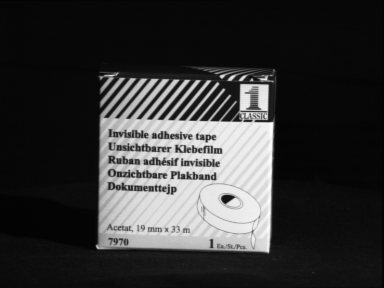 1
CLASSIC
Invisible adhesive tape
Unsichtbarer Klebefilm
Ruban adhésif invisible
Onzichtbare Plakband
Dokumenttejp
Acetat, 19 mm x 33 m
7970
1 Ea./St./Pcs.